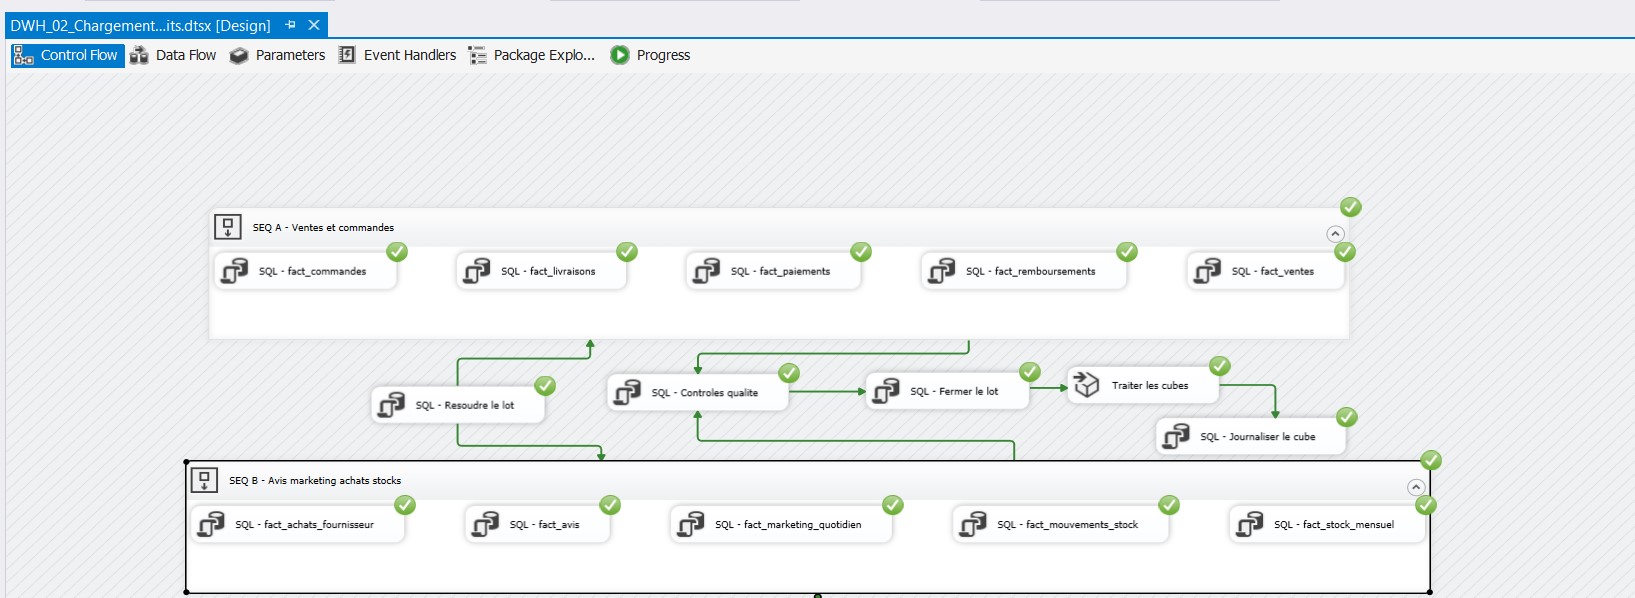 DWH_02_Chargement...its.dtsx [Design]
Control Flow Data Flow Parameters Event Handlers Package Explo... Progress
SEQ A - Ventes et commandes
SQL - fact_commandes
SQL - fact_livraisons
SQL - fact_paiements
SQL - fact_remboursements
SQL - fact_ventes
SQL - Resoudre le lot
SQL - Controles qualite
SQL - Fermer le lot
Traiter les cubes
SQL - Journaliser le cube
SEQ B - Avis marketing achats stocks
SQL - fact_achats_fournisseur
SQL - fact_avis
SQL - fact_marketing_quotidien
SQL - fact_mouvements_stock
SQL - fact_stock_mensuel